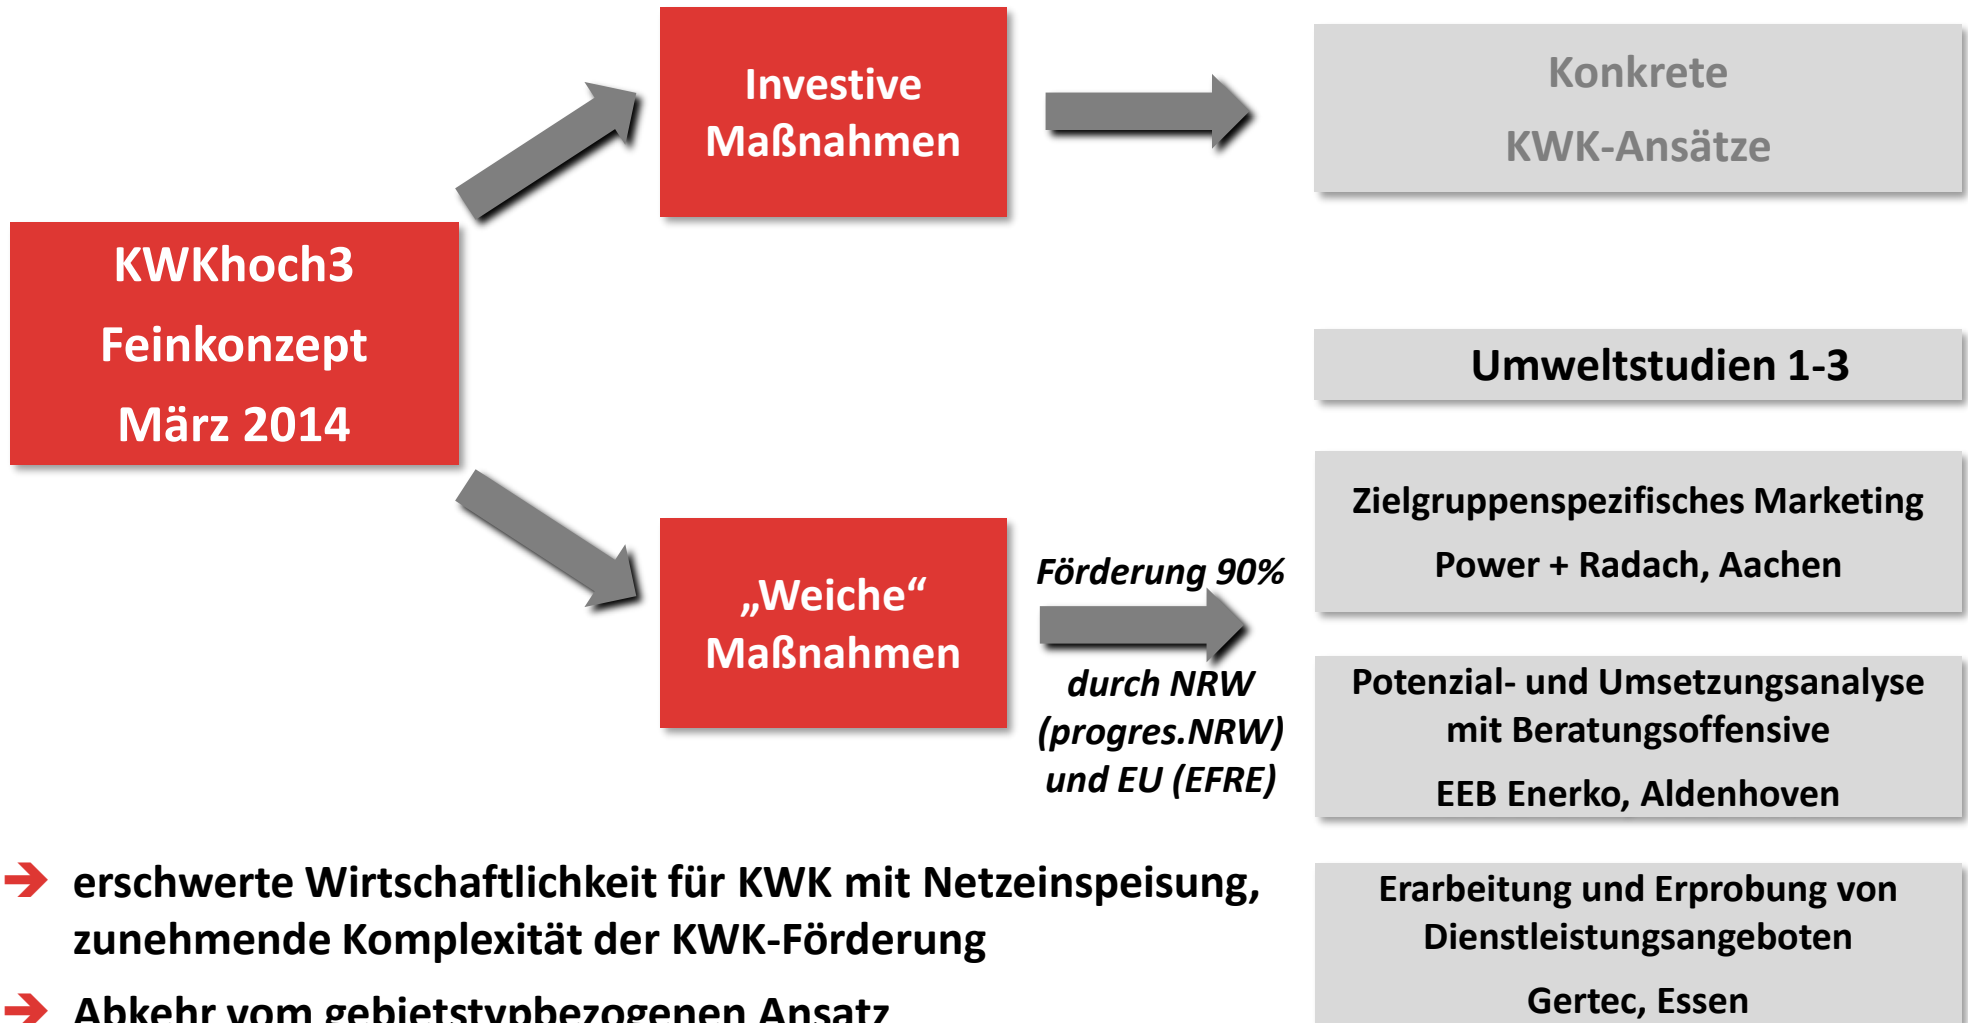 KWKhoch3
Feinkonzept
März 2014
Investive
Maßnahmen
Konkrete
KWK-Ansätze
„Weiche“
Maßnahmen
Förderung 90%
durch NRW
(progres.NRW)
und EU (EFRE)
Umweltstudien 1-3
Zielgruppenspezifisches Marketing
Power + Radach, Aachen
Potenzial- und Umsetzungsanalyse
mit Beratungsoffensive
EEB Enerko, Aldenhoven
Erarbeitung und Erprobung von
Dienstleistungsangeboten
Gertec, Essen
➔ erschwerte Wirtschaftlichkeit für KWK mit Netzeinspeisung,
zunehmende Komplexität der KWK-Förderung
➔ Abkehr vom gebietstypbezogenen Ansatz